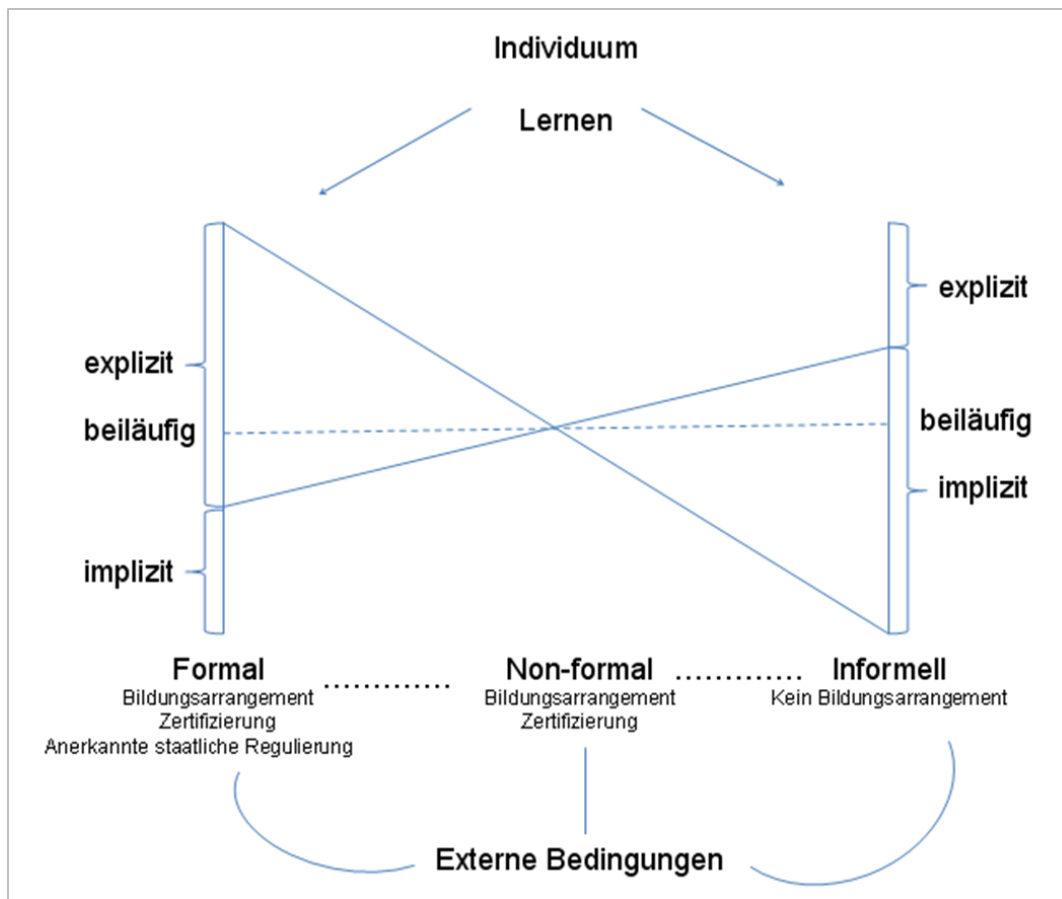 Individuum
Lernen
explizit
explizit
beiläufig
beiläufig
implizit
implizit
Formal
Bildungsarrangement
Zertifizierung
Anerkannte staatliche Regulierung
Non-formal
Bildungsarrangement
Zertifizierung
Informell
Kein Bildungsarrangement
Externe Bedingungen